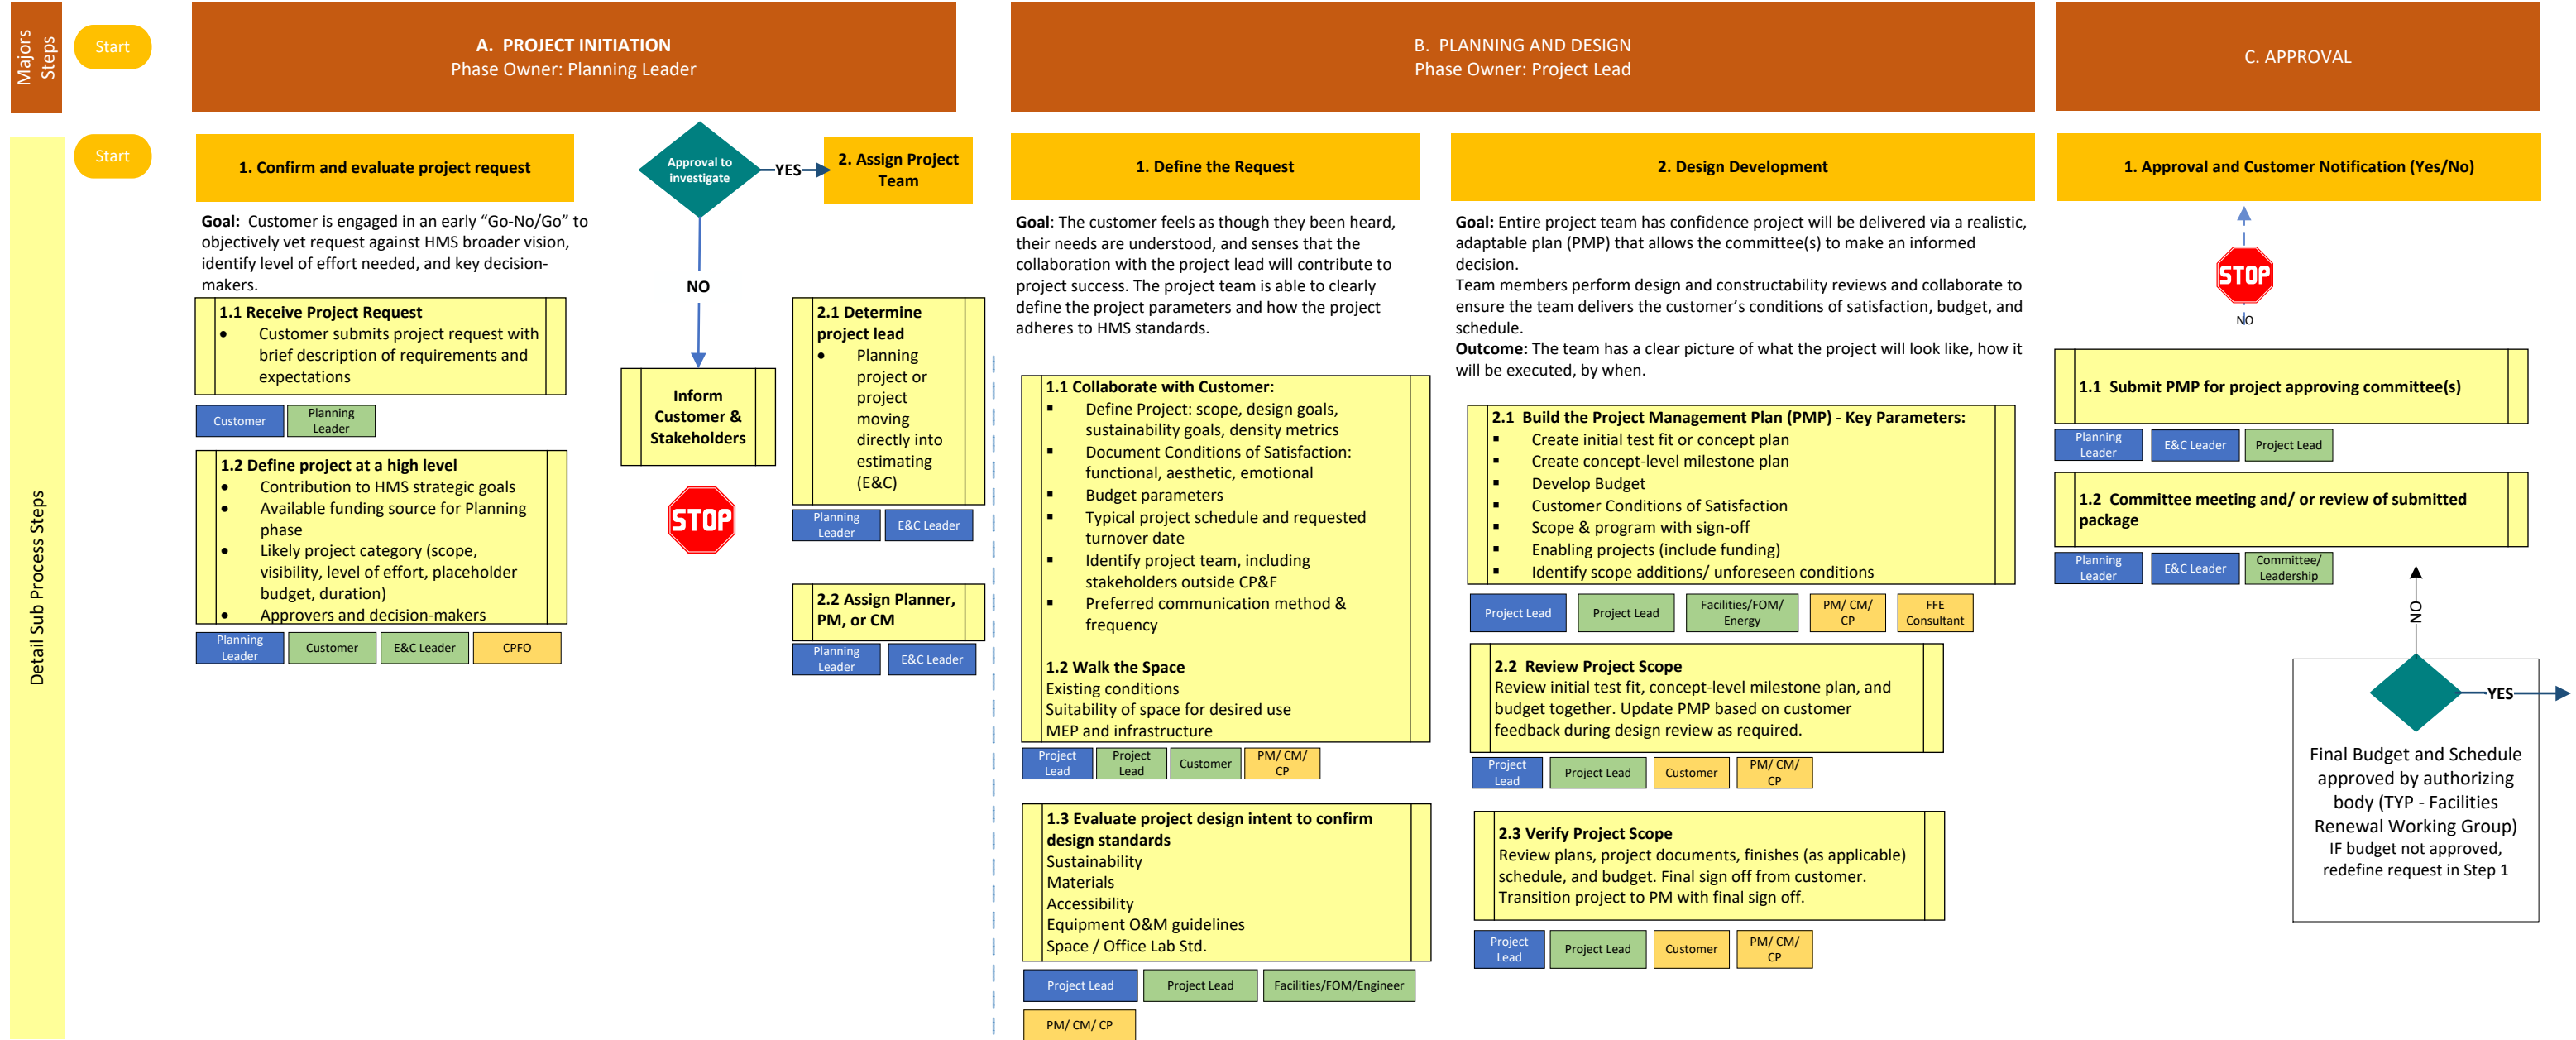 Majors
Steps
Start
A.  PROJECT INITIATION
Phase Owner: Planning Leader
B.  PLANNING AND DESIGN
Phase Owner: Project Lead
C. APPROVAL
Detail Sub Process Steps
Start
1. Confirm and evaluate project request
Goal:  Customer is engaged in an early “Go-No/Go” to
objectively vet request against HMS broader vision,
identify level of effort needed, and key decision-
makers.
1.1 Receive Project Request
• Customer submits project request with
brief description of requirements and
expectations
Customer
Planning
Leader
1.2 Define project at a high level
• Contribution to HMS strategic goals
• Available funding source for Planning
phase
• Likely project category (scope,
visibility, level of effort, placeholder
budget, duration)
• Approvers and decision-makers
Planning
Leader
Customer
E&C Leader
CPFO
Approval to
investigate
YES
NO
Inform
Customer &
Stakeholders
STOP
2. Assign Project
Team
2.1 Determine
project lead
• Planning
project or
project
moving
directly into
estimating
(E&C)
Planning
Leader
E&C Leader
2.2 Assign Planner,
PM, or CM
Planning
Leader
E&C Leader
1. Define the Request
Goal: The customer feels as though they been heard,
their needs are understood, and senses that the
collaboration with the project lead will contribute to
project success. The project team is able to clearly
define the project parameters and how the project
adheres to HMS standards.
1.1 Collaborate with Customer:
▪ Define Project: scope, design goals,
sustainability goals, density metrics
▪ Document Conditions of Satisfaction:
functional, aesthetic, emotional
▪ Budget parameters
▪ Typical project schedule and requested
turnover date
▪ Identify project team, including
stakeholders outside CP&F
▪ Preferred communication method &
frequency
1.2 Walk the Space
Existing conditions
Suitability of space for desired use
MEP and infrastructure
Project
Lead
Project
Lead
Customer
PM/ CM/
CP
1.3 Evaluate project design intent to confirm
design standards
Sustainability
Materials
Accessibility
Equipment O&M guidelines
Space / Office Lab Std.
Project Lead
Project Lead
Facilities/FOM/Engineer
PM/ CM/ CP
2. Design Development
Goal: Entire project team has confidence project will be delivered via a realistic,
adaptable plan (PMP) that allows the committee(s) to make an informed
decision.
Team members perform design and constructability reviews and collaborate to
ensure the team delivers the customer’s conditions of satisfaction, budget, and
schedule.
Outcome: The team has a clear picture of what the project will look like, how it
will be executed, by when.
2.1  Build the Project Management Plan (PMP) - Key Parameters:
▪ Create initial test fit or concept plan
▪ Create concept-level milestone plan
▪ Develop Budget
▪ Customer Conditions of Satisfaction
▪ Scope & program with sign-off
▪ Enabling projects (include funding)
▪ Identify scope additions/ unforeseen conditions
Project Lead
Project Lead
Facilities/FOM/
Energy
PM/ CM/
CP
FFE
Consultant
2.2  Review Project Scope
Review initial test fit, concept-level milestone plan, and
budget together. Update PMP based on customer
feedback during design review as required.
Project
Lead
Project Lead
Customer
PM/ CM/
CP
2.3 Verify Project Scope
Review plans, project documents, finishes (as applicable)
schedule, and budget. Final sign off from customer.
Transition project to PM with final sign off.
Project
Lead
Project Lead
Customer
PM/ CM/
CP
1. Approval and Customer Notification (Yes/No)
STOP
NO
1.1  Submit PMP for project approving committee(s)
Planning
Leader
E&C Leader
Project Lead
1.2  Committee meeting and/ or review of submitted
package
Planning
Leader
E&C Leader
Committee/
Leadership
NO
YES
Final Budget and Schedule
approved by authorizing
body (TYP - Facilities
Renewal Working Group)
IF budget not approved,
redefine request in Step 1